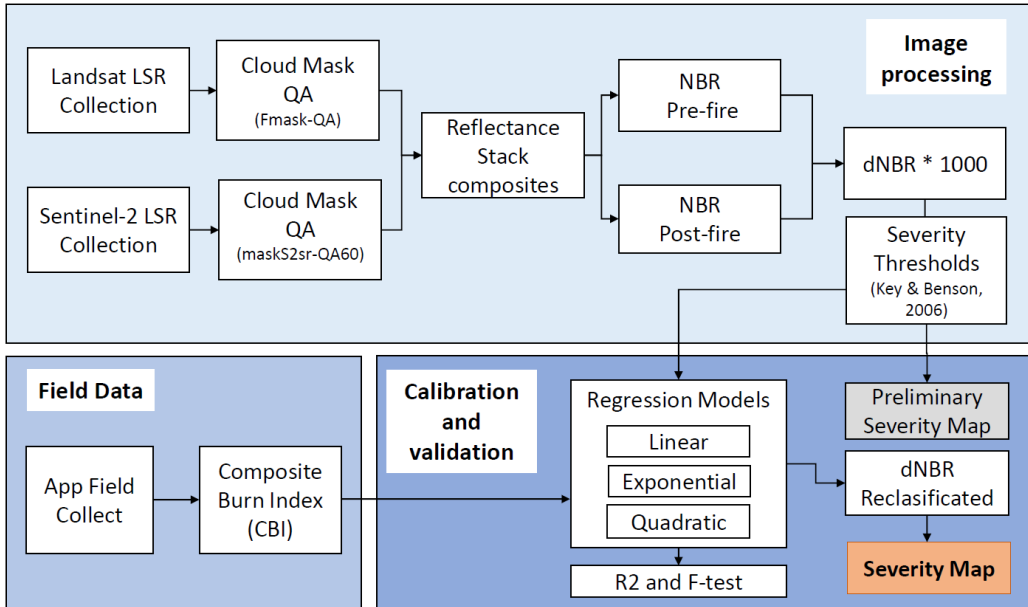 Image
processing
Landsat LSR
Collection
Cloud Mask
QA
(Fmask-QA)
Sentinel-2 LSR
Collection
Cloud Mask
QA
(maskS2sr-QA60)
Reflectance
Stack
composites
NBR
Pre-fire
NBR
Post-fire
dNBR * 1000
Severity
Thresholds
(Key & Benson,
2006)
Field Data
App Field
Collect
Composite
Burn Index
(CBI)
Calibration
and
validation
Regression Models
Linear
Exponential
Quadratic
R2 and F-test
Preliminary
Severity Map
dNBR
Reclasificated
Severity Map